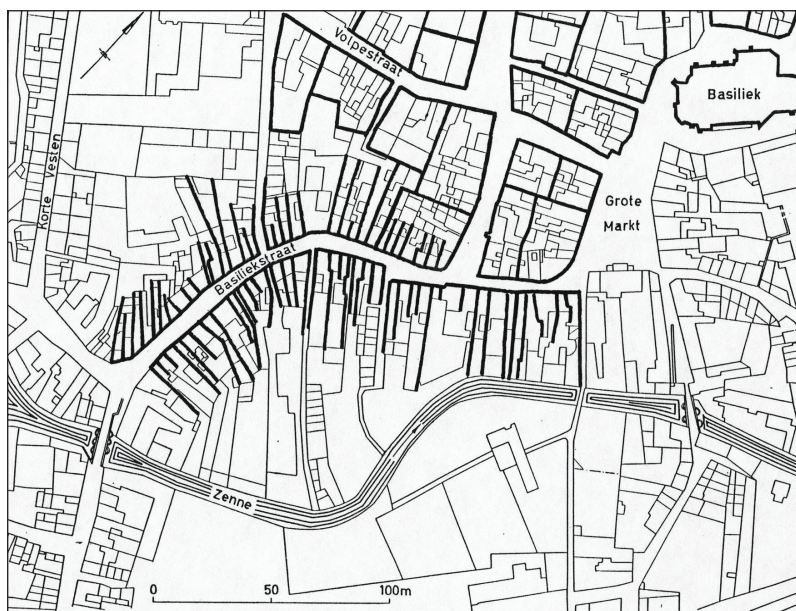 Volpestraat
Basiliek
Korte Vesten
Grote
Markt
Basiliekstraat
Zenne
0 50 100m